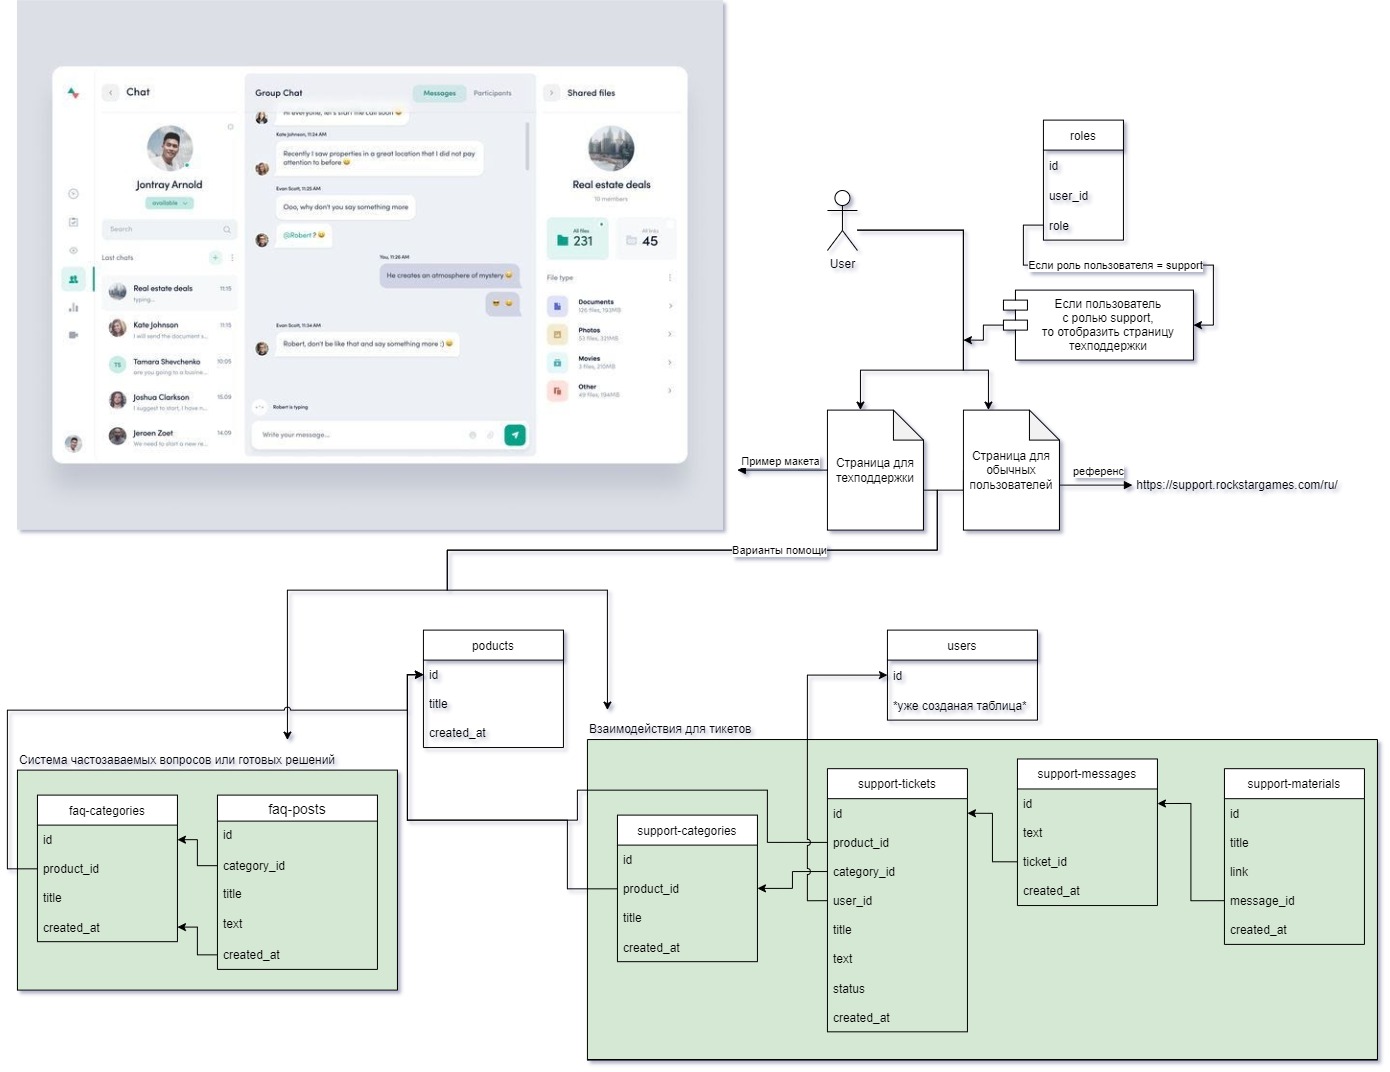 Chat
Jontray Arnold
available
Search
Last chats
Real estate deals
11:15
typing...
Kate Johnson
11:15
I will send the document s...
TS
Tamara Shevchenko
10:05
are you going to a busine...
Joshua Clarkson
15.09
I suggest to start, I have n...
Jeroen Zoet
14.09
We need to start a new re...
Group Chat
Messages
Participants
Hi everyone, let's start the call soon
Kate Johnson, 11:24 AM
Recently I saw properties in a great location that I did not pay
attention to before
Evan Scott, 11:25 AM
Ooo, why don't you say something more
@Robert ?
You, 11:26 AM
He creates an atmosphere of mystery
Evan Scott, 11:34 AM
Robert, don't be like that and say something more :)
Robert is typing
Write your message...
Shared files
Real estate deals
10 members
All files
231
All links
45
File type
Documents
126 files, 193MB
Photos
53 files, 321MB
Movies
3 files, 210MB
Other
49 files, 194MB
roles
id
user_id
role
User
Если роль пользователя = support
Если пользователь
с ролью support,
то отобразить страницу
техподдержки
Пример макета
Страница для
техподдержки
Страница для
обычных
пользователей
референс
https://support.rockstargames.com/ru/
Варианты помощи
poducts
id
title
created_at
users
id
*уже созданая таблица*
Система частозаваемых вопросов или готовых решений
faq-categories
id
product_id
title
created_at
faq-posts
id
category_id
title
text
created_at
Взаимодействия для тикетов
support-categories
id
product_id
title
created_at
support-tickets
id
product_id
category_id
user_id
title
text
status
created_at
support-messages
id
text
ticket_id
created_at
support-materials
id
title
link
message_id
created_at